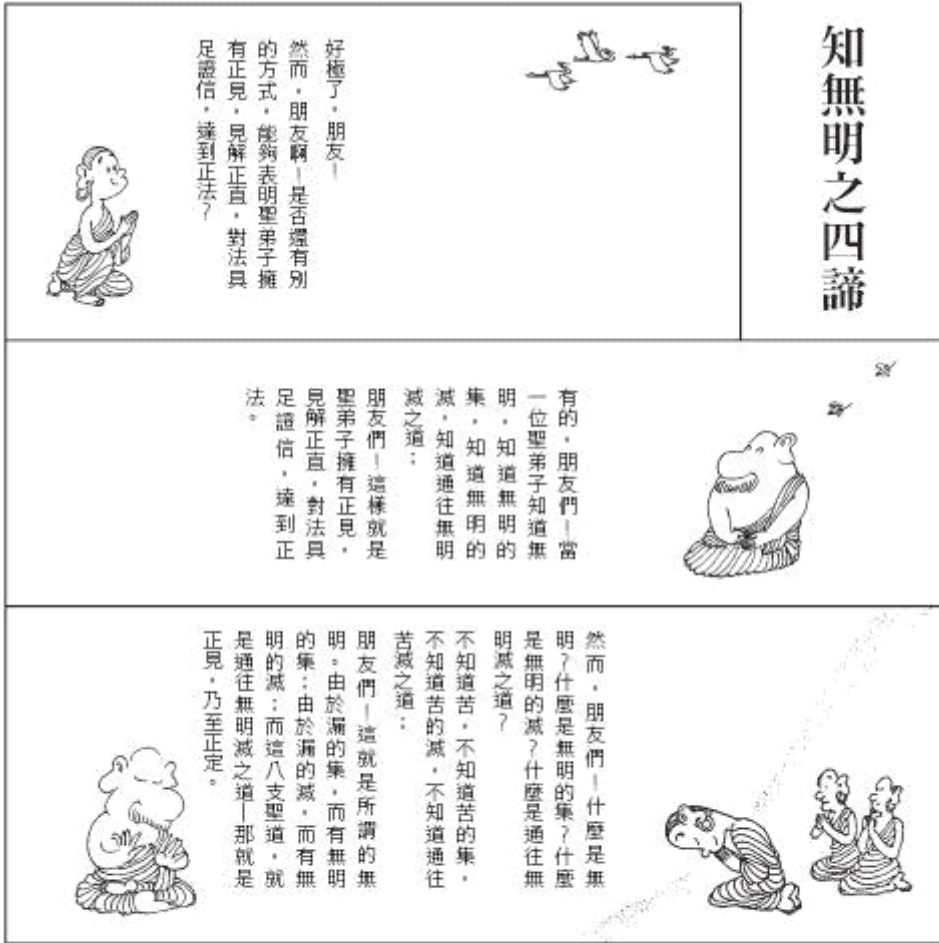 知無明之四諦
好極了，朋友！
然而，朋友啊！是否還有別
的方式，能夠表明聖弟子擁
有正見，見解正直，對法具
足證信，達到正法？
有的，朋友們！當
一位聖弟子知道無
明，知道無明的
集，知道無明的
滅，知道通往無明
滅之道；
朋友們！這樣就是
聖弟子擁有正見，
見解正直，對法具
足證信，達到正
法。
然而，朋友們！什麼是無
明？什麼是無明的集？什麼
是無明的滅？什麼是通往無
明滅之道？
不知道苦，不知道苦的集，
不知道苦的滅，不知道通往
苦滅之道；
朋友們！這就是所謂的無
明。由於漏的集，而有無明
的集；由於漏的滅，而有無
明的滅；而這八支聖道，就
是通往無明滅之道—那就是
正見，乃至正定。